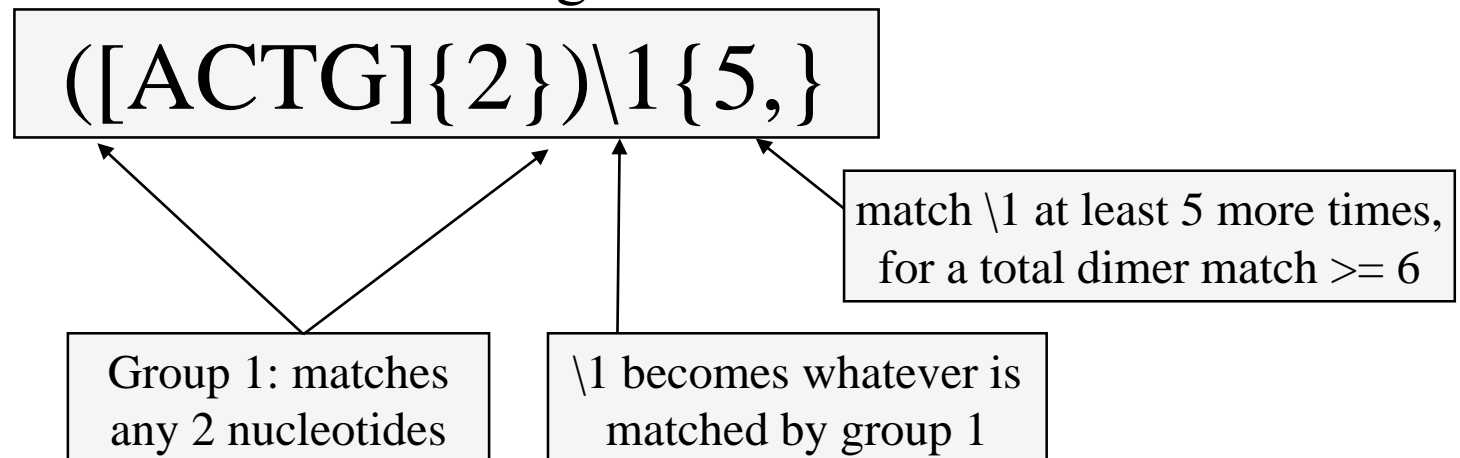 ([ACTG]{2})\1{5,}
match \1 at least 5 more times,
for a total dimer match >= 6
Group 1: matches
any 2 nucleotides
\1 becomes whatever is
matched by group 1